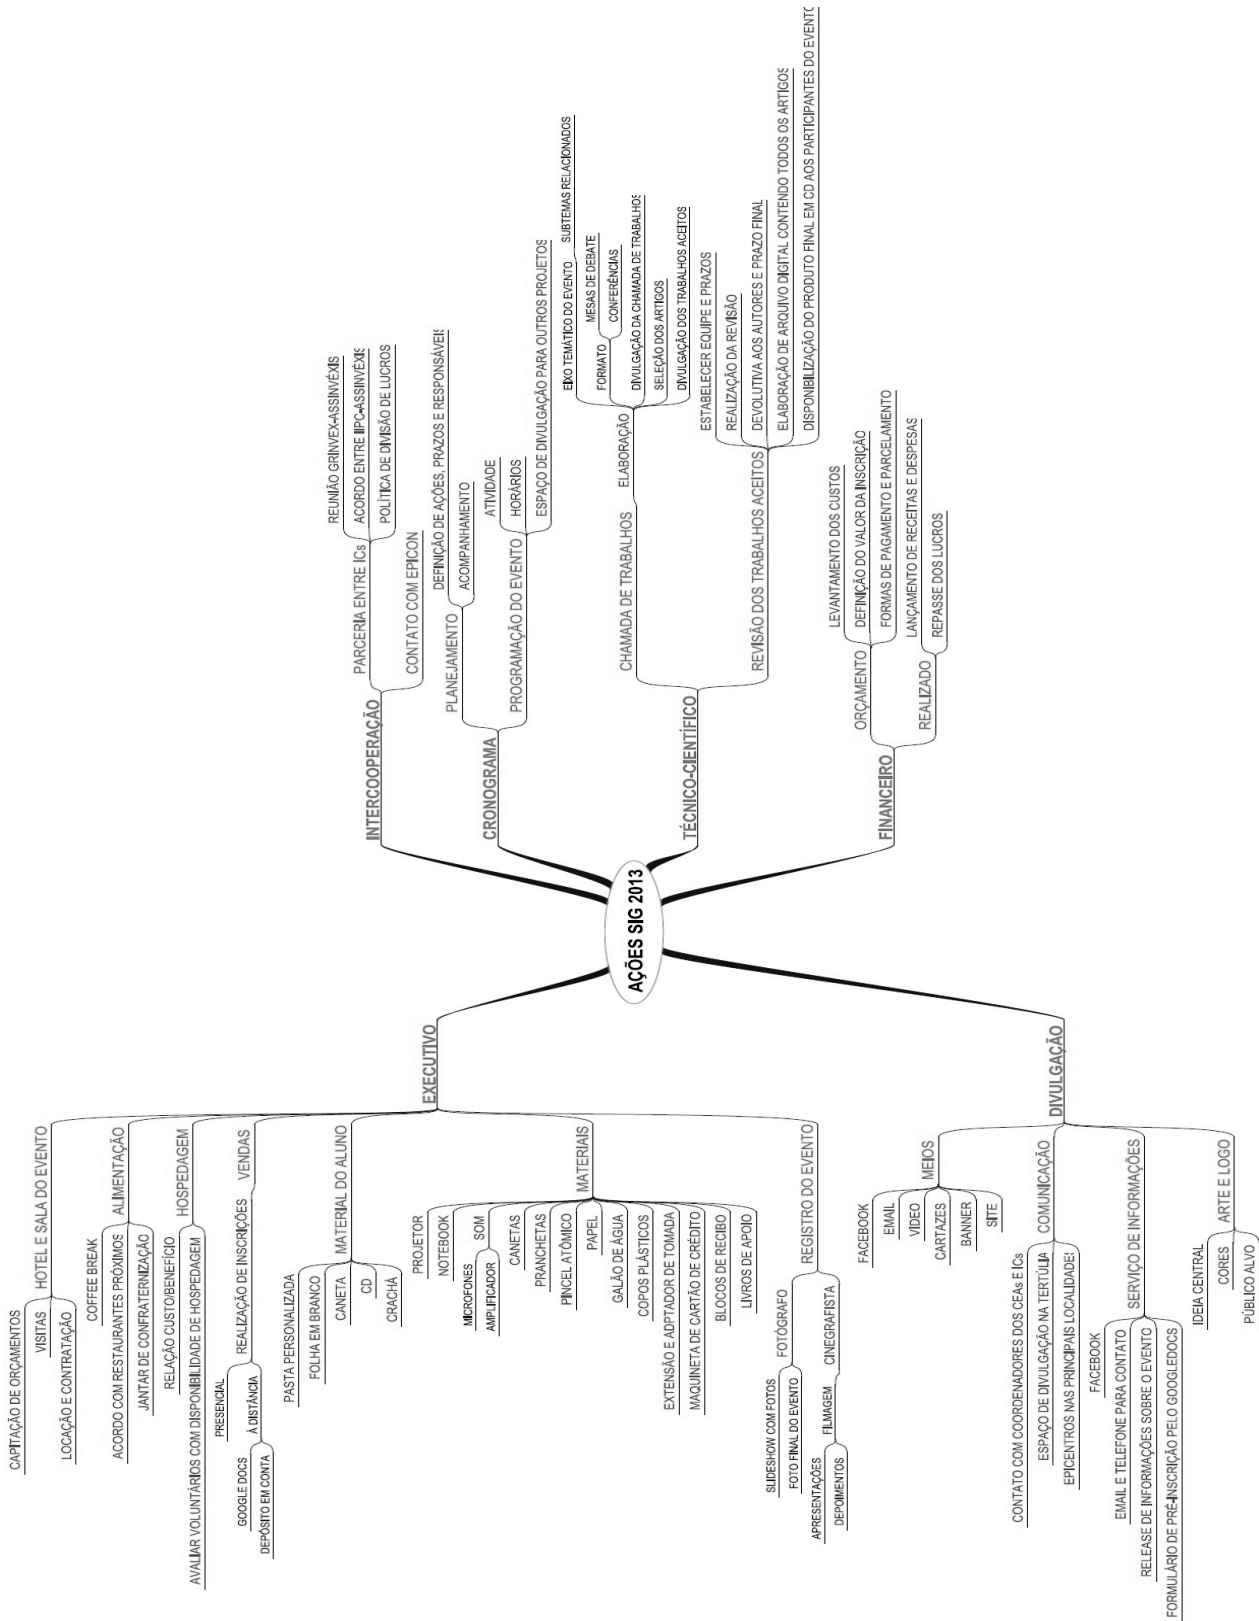 AÇÕES SIG 2013
INTERCOOPERAÇÃO
PARCERIA ENTRE ICs
REUNIÃO GRINVEX-ASSINVÉXIS
ACORDO ENTRE IIPC-ASSINVÉXIS
POLÍTICA DE DIVISÃO DE LUCROS
CONTATO COM EPICON
CRONOGRAMA
PLANEJAMENTO
DEFINIÇÃO DE AÇÕES, PRAZOS E RESPONSÁVEIS
ACOMPANHAMENTO
PROGRAMAÇÃO DO EVENTO
ATIVIDADE
HORÁRIOS
ESPAÇO DE DIVULGAÇÃO PARA OUTROS PROJETOS
TÉCNICO-CIENTÍFICO
CHAMADA DE TRABALHOS
ELABORAÇÃO
EIXO TEMÁTICO DO EVENTO
SUBTEMAS RELACIONADOS
FORMATO
MESAS DE DEBATE
CONFERÊNCIAS
DIVULGAÇÃO DA CHAMADA DE TRABALHOS
SELEÇÃO DOS ARTIGOS
DIVULGAÇÃO DOS TRABALHOS ACEITOS
REVISÃO DOS TRABALHOS ACEITOS
ESTABELECER EQUIPE E PRAZOS
REALIZAÇÃO DA REVISÃO
DEVOLUTIVA AOS AUTORES E PRAZO FINAL
ELABORAÇÃO DE ARQUIVO DIGITAL CONTENDO TODOS OS ARTIGOS
DISPONIBILIZAÇÃO DO PRODUTO FINAL EM CD AOS PARTICIPANTES DO EVENTO
FINANCEIRO
ORÇAMENTO
LEVANTAMENTO DOS CUSTOS
DEFINIÇÃO DO VALOR DA INSCRIÇÃO
FORMAS DE PAGAMENTO E PARCELAMENTO
REALIZADO
LANÇAMENTO DE RECEITAS E DESPESAS
REPASSE DOS LUCROS
EXECUTIVO
HOTEL E SALA DO EVENTO
CAPITAÇÃO DE ORÇAMENTOS
VISITAS
LOCAÇÃO E CONTRATAÇÃO
ALIMENTAÇÃO
COFFEE BREAK
ACORDO COM RESTAURANTES PRÓXIMOS
JANTAR DE CONFRATERNIZAÇÃO
HOSPEDAGEM
RELAÇÃO CUSTO/BENEFÍCIO
AVALIAR VOLUNTÁRIOS COM DISPONIBILIDADE DE HOSPEDAGEM
VENDAS
REALIZAÇÃO DE INSCRIÇÕES
PRESENCIAL
À DISTÂNCIA
GOOGLE DOCS
DEPÓSITO EM CONTA
MATERIAL DO ALUNO
PASTA PERSONALIZADA
FOLHA EM BRANCO
CANETA
CD
CRACHÁ
MATERIAIS
PROJETOR
NOTEBOOK
SOM
MICROFONES
AMPLIFICADOR
CANETAS
PRANCHETAS
PINCEL ATÔMICO
PAPEL
GALÃO DE ÁGUA
COPOS PLÁSTICOS
EXTENSÃO E ADPTADOR DE TOMADA
MAQUINETA DE CARTÃO DE CRÉDITO
BLOCOS DE RECIBO
LIVROS DE APOIO
REGISTRO DO EVENTO
FOTÓGRAFO
SLIDESHOW COM FOTOS
FOTO FINAL DO EVENTO
CINEGRAFISTA
FILMAGEM
APRESENTAÇÕES
DEPOIMENTOS
DIVULGAÇÃO
MEIOS
FACEBOOK
EMAIL
VIDEO
CARTAZES
BANNER
SITE
COMUNICAÇÃO
CONTATO COM COORDENADORES DOS CEAs E ICs
ESPAÇO DE DIVULGAÇÃO NA TERTÚLIA
EPICENTROS NAS PRINCIPAIS LOCALIDADES
SERVIÇO DE INFORMAÇÕES
FACEBOOK
EMAIL E TELEFONE PARA CONTATO
RELEASE DE INFORMAÇÕES SOBRE O EVENTO
FORMULÁRIO DE PRÉ-INSCRIÇÃO PELO GOOGLEDOCS
ARTE E LOGO
IDEIA CENTRAL
CORES
PÚBLICO ALVO